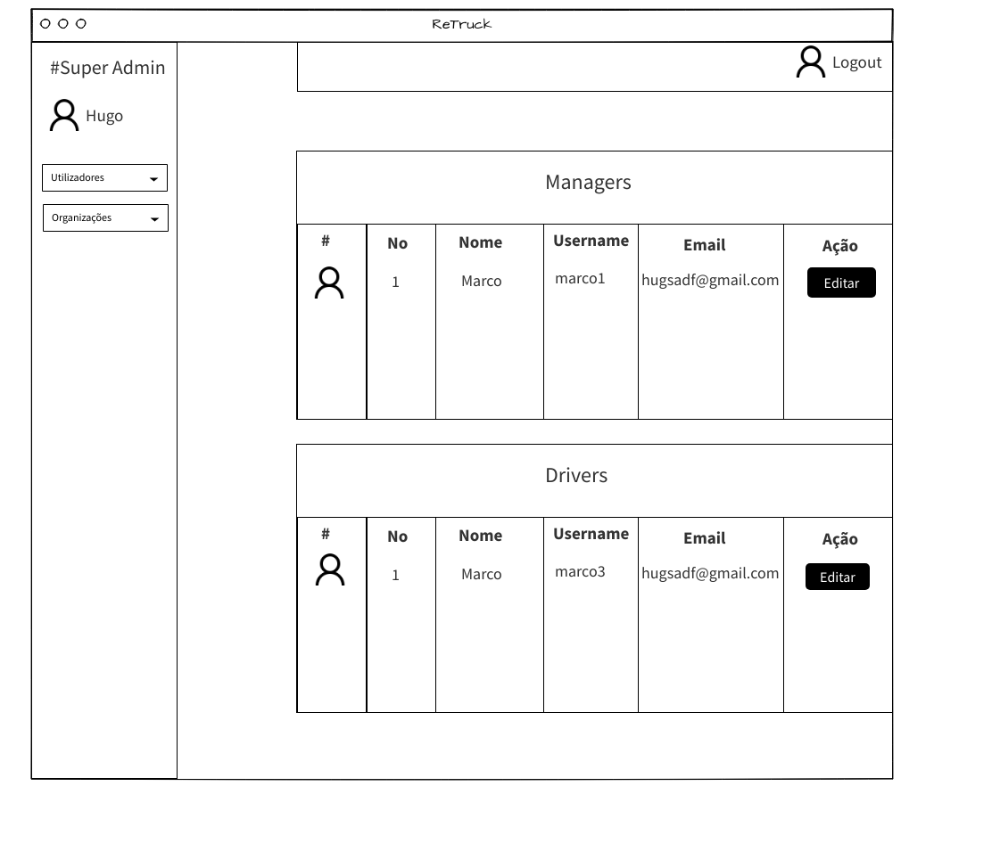 ReTruck
#Super Admin
Hugo
Utilizadores
Organizações
Logout
Managers
# No Nome Username Email Ação
1 Marco marco1 hugsadf@gmail.com Editar
Drivers
# No Nome Username Email Ação
1 Marco marco3 hugsadf@gmail.com Editar